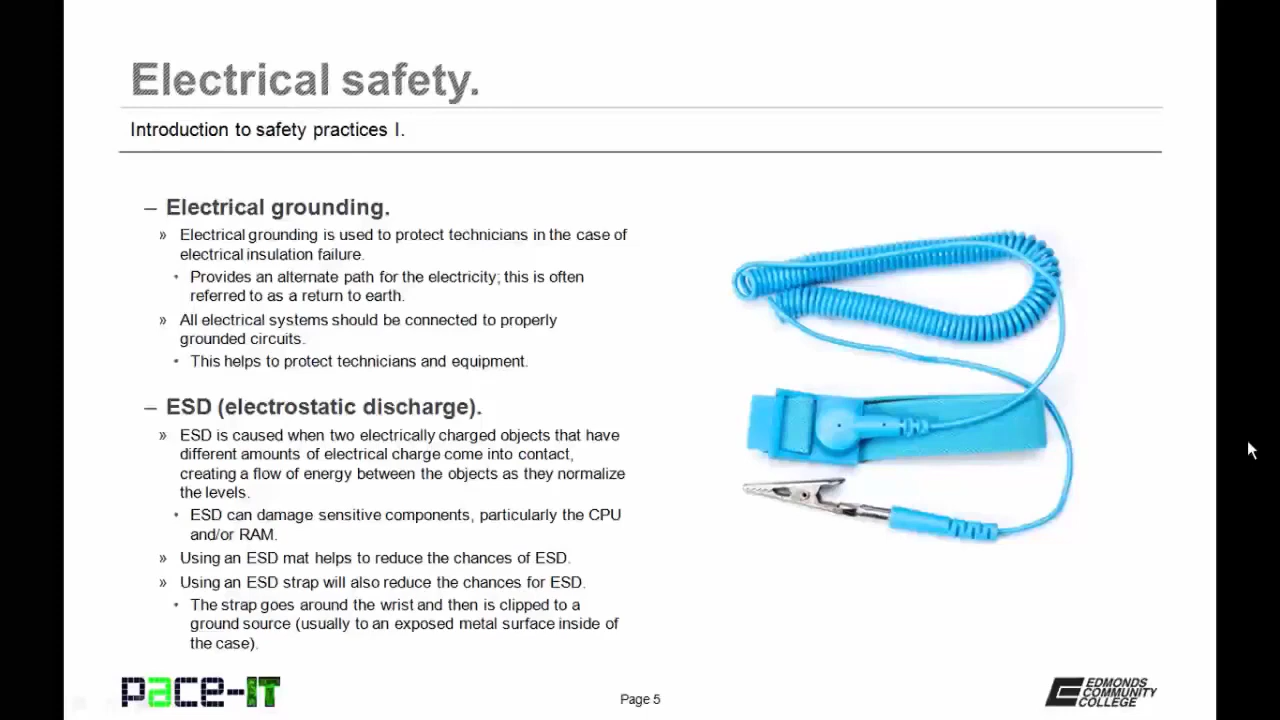 Electrical safety.
Introduction to safety practices I.
– Electrical grounding.
» Electrical grounding is used to protect technicians in the case of
electrical insulation failure.
• Provides an alternate path for the electricity; this is often
referred to as a return to earth.
» All electrical systems should be connected to properly
grounded circuits.
• This helps to protect technicians and equipment.
– ESD (electrostatic discharge).
» ESD is caused when two electrically charged objects that have
different amounts of electrical charge come into contact,
creating a flow of energy between the objects as they normalize
the levels.
• ESD can damage sensitive components, particularly the CPU
and/or RAM.
» Using an ESD mat helps to reduce the chances of ESD.
» Using an ESD strap will also reduce the chances for ESD.
• The strap goes around the wrist and then is clipped to a
ground source (usually to an exposed metal surface inside of
the case).
pace-IT
Page 5
EDMONDS
COMMUNITY
COLLEGE